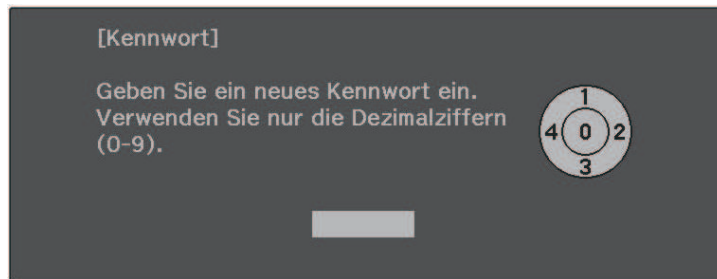 [Kennwort]
Geben Sie ein neues Kennwort ein.
Verwenden Sie nur die Dezimalziffern
(0-9).
1
4 0 2
3